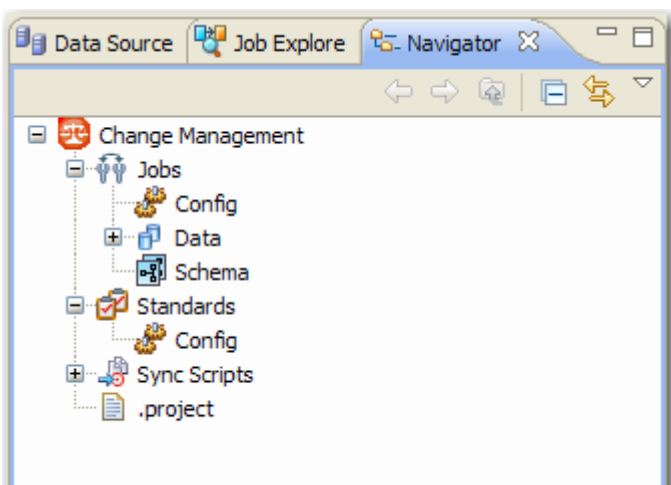 Data Source Job Explore Navigator
Change Management
Jobs
Config
Data
Schema
Standards
Config
Sync Scripts
.project